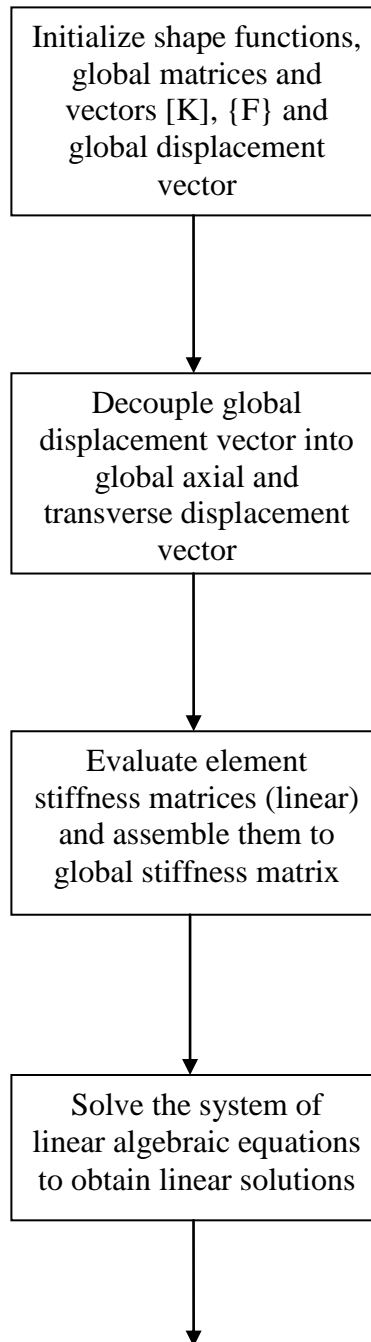 Initialize shape functions,
global matrices and
vectors [K], {F} and
global displacement
vector
Decouple global
displacement vector into
global axial and
transverse displacement
vector
Evaluate element
stiffness matrices (linear)
and assemble them to
global stiffness matrix
Solve the system of
linear algebraic equations
to obtain linear solutions